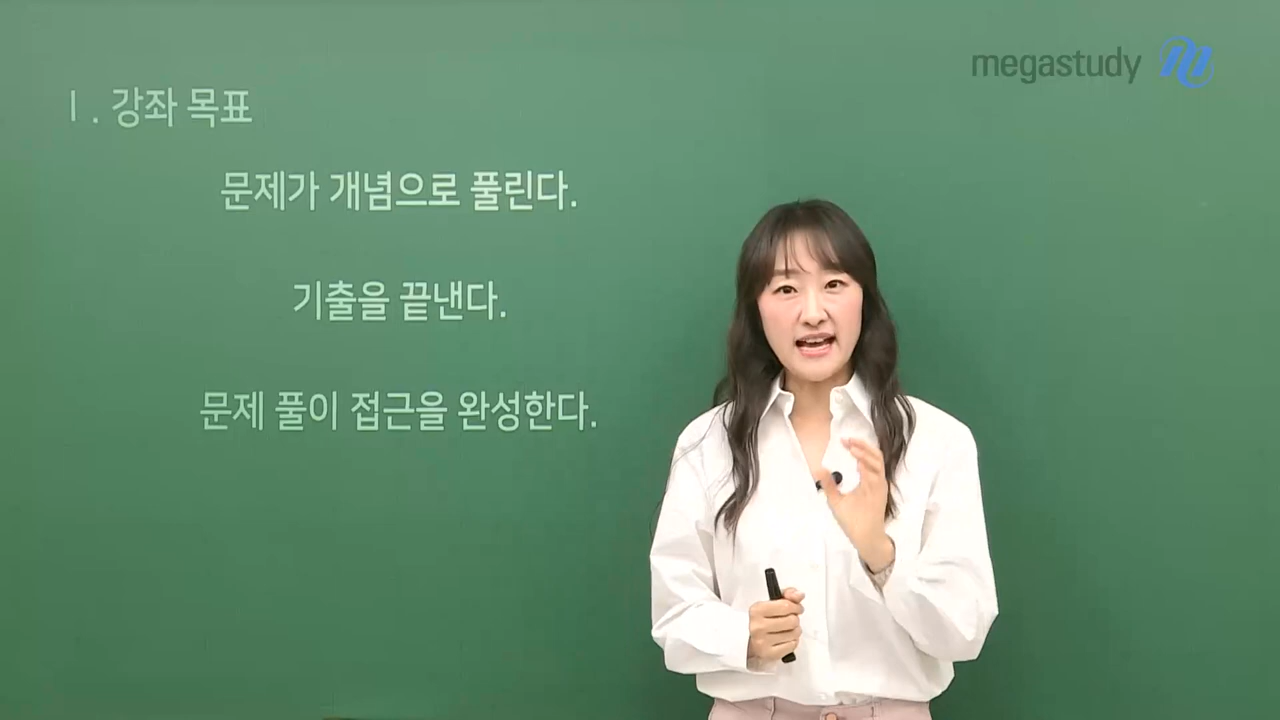 megastudy
Ⅰ. 강좌 목표
문제가 개념으로 풀린다.
기출을 끝낸다.
문제 풀이 접근을 완성한다.